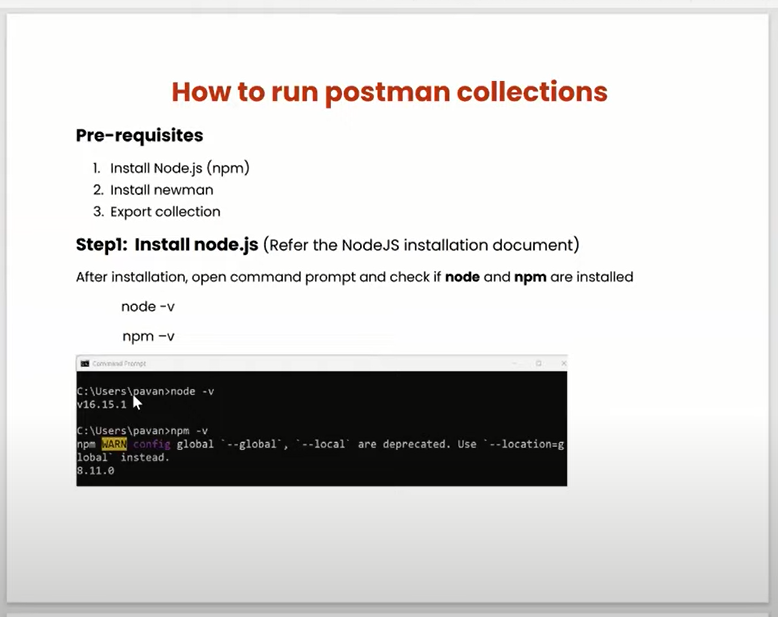 How to run postman collections
Pre-requisites
1. Install Node.js (npm)
2. Install newman
3. Export collection
Step1: Install node.js (Refer the NodeJS installation document)
After installation, open command prompt and check if node and npm are installed
node -v
npm –v
Command Prompt
C:\Users\pavan>node -v
v16.15.1
C:\Users\pavan>npm -v
npm WARN config global `--global`, `--local` are deprecated. Use `--location=g
lobal` instead.
8.11.0